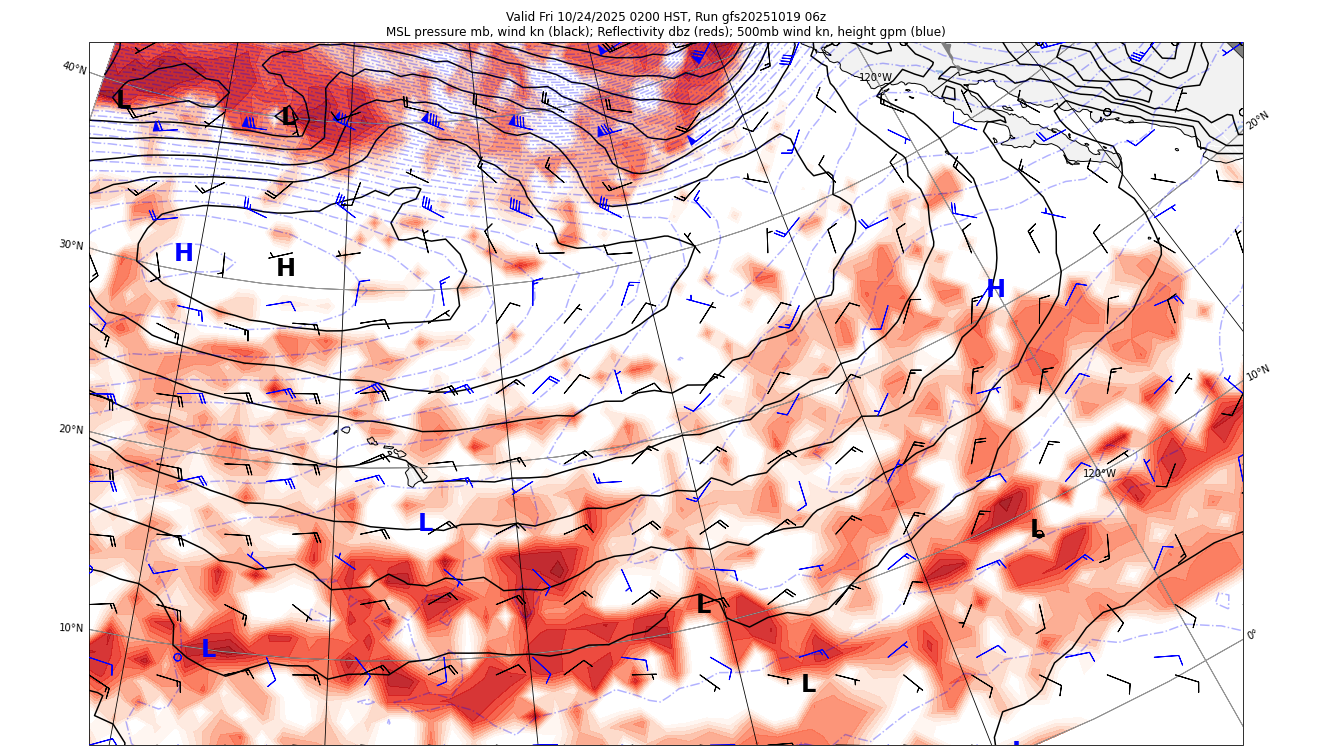 Valid Fri 10/24/2025 0200 HST, Run gfs20251019 06z
MSL pressure mb, wind kn (black); Reflectivity dbz (reds); 500mb wind kn, height gpm (blue)
40°N
120°W
20°N
L
L
30°N
H
H
H
10°N
20°N
120°W
L
L
10°N
L
0°
L
L